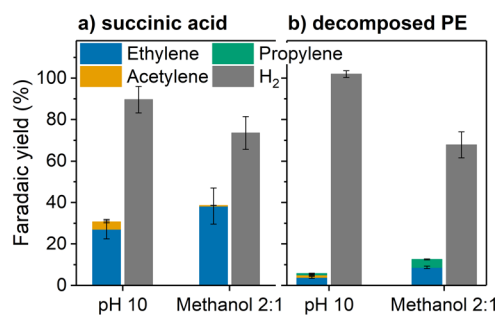 a) succinic acid
b) decomposed PE
Ethylene
Propylene
Acetylene
H2
Faradaic yield (%)
100
80
60
40
20
0
pH 10
Methanol 2:1
pH 10
Methanol 2:1